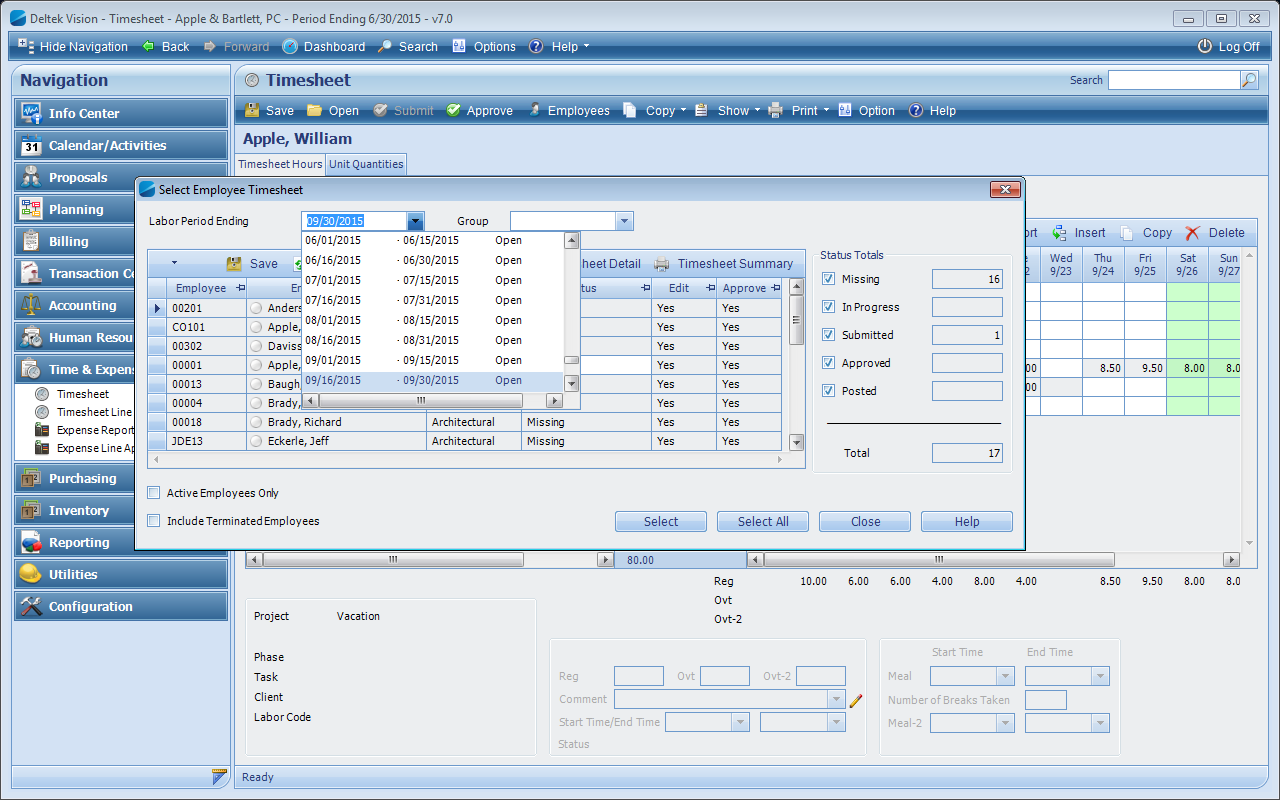 Deltek Vision - Timesheet - Apple & Bartlett, PC - Period Ending 6/30/2015 - v7.0
Hide Navigation Back Forward Dashboard Search Options Help Log Off
Navigation
Info Center
31 Calendar/Activities
Proposals
Planning
Billing
Transaction Ce
Accounting
Human Resou
Time & Expens
Timesheet
Timesheet Line
Expense Report
Expense Line Ap
Purchasing
Inventory
Reporting
Utilities
Configuration
Timesheet
Search
Save Open Submit Approve Employees Copy Show Print Option Help
Apple, William
Timesheet Hours Unit Quantities
ort Insert Copy Delete
Wed Thu Fri Sat Sun
9/23 9/24 9/25 9/26 9/27
00 8.50 9.50 8.00 8.0
00
Select Employee Timesheet
Labor Period Ending 09/30/2015 Group
06/01/2015 - 06/15/2015 Open
06/16/2015 - 06/30/2015 Open
07/01/2015 - 07/15/2015 Open
07/16/2015 - 07/31/2015 Open
08/01/2015 - 08/15/2015 Open
08/16/2015 - 08/31/2015 Open
09/01/2015 - 09/15/2015 Open
09/16/2015 - 09/30/2015 Open
Save heet Detail Timesheet Summary
Employee Er tus Edit Approve
00201 Anders Yes Yes
CO101 Apple, Yes Yes
00302 Daviss Yes Yes
00001 Apple, Yes Yes
00013 Baugh Yes Yes
00004 Brady, Yes Yes
00018 Brady, Richard Architectural Missing Yes Yes
JDE13 Eckerle, Jeff Architectural Missing Yes Yes
Status Totals
Missing 16
In Progress
Submitted 1
Approved
Posted
Total 17
Active Employees Only
Include Terminated Employees
Select Select All Close Help
80.00
Reg 10.00 6.00 6.00 4.00 8.00 4.00 8.50 9.50 8.00 8.0
Ovt
Ovt-2
Project Vacation
Phase
Task
Client
Labor Code
Reg Ovt Ovt-2
Comment
Start Time/End Time
Status
Start Time End Time
Meal
Number of Breaks Taken
Meal-2
Ready